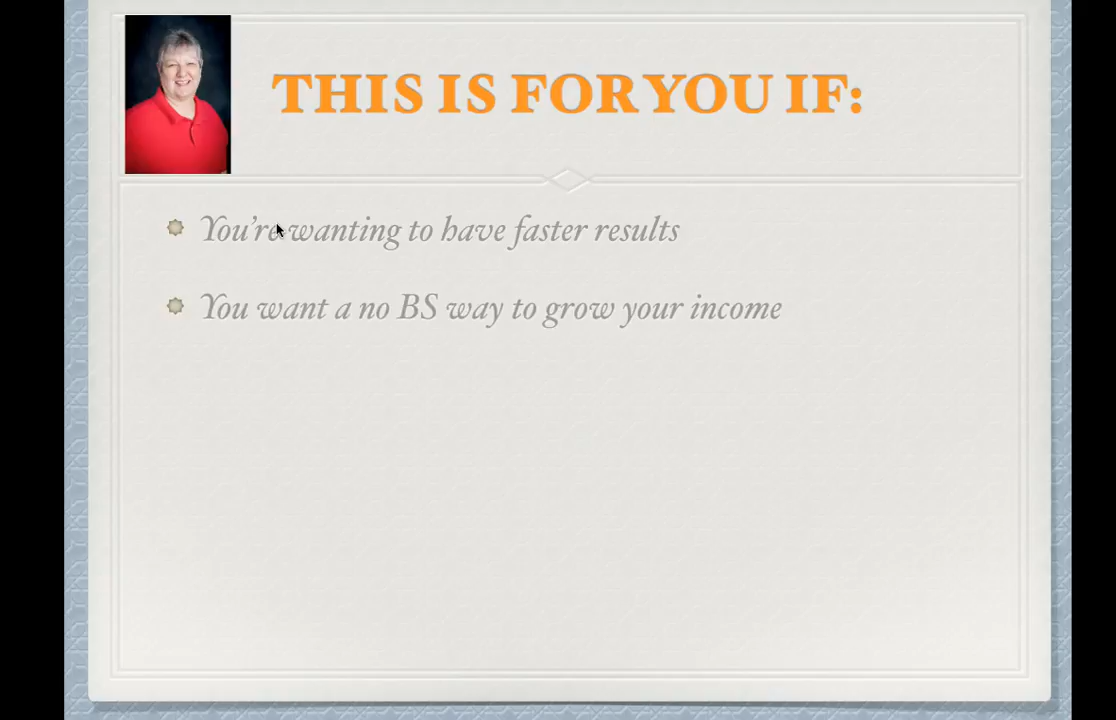 THIS IS FOR YOU IF:
You're wanting to have faster results
You want a no BS way to grow your income